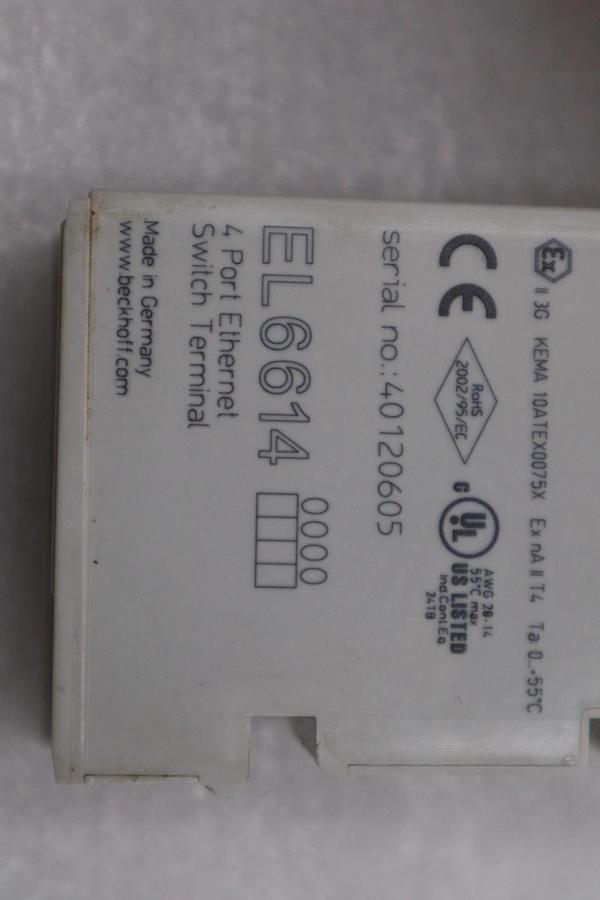 Ex II 3G KEMA 10ATEX0075X Ex nA II T4 Ta: 0...+55°C
CE
RoHS
2002/95/EC
C UL US LISTED
AWG 28-14
55°C max
Ind.Cont.Eq.
24TB
serial no.: 40120605
EL6614
0000
4 Port Ethernet
Switch Terminal
Made in Germany
www.beckhoff.com